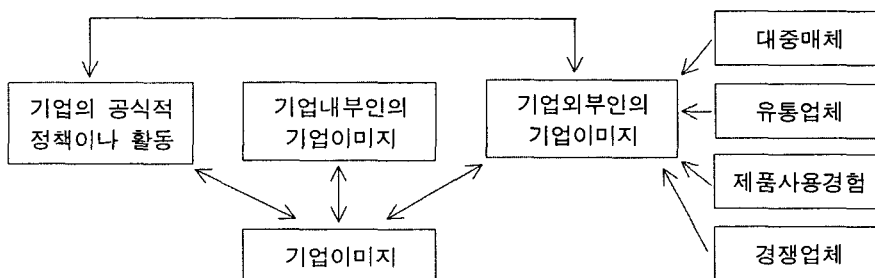 대중매체
기업의 공식적
정책이나 활동
기업내부인의
기업이미지
기업외부인의
기업이미지
유통업체
제품사용경험
기업이미지
경쟁업체